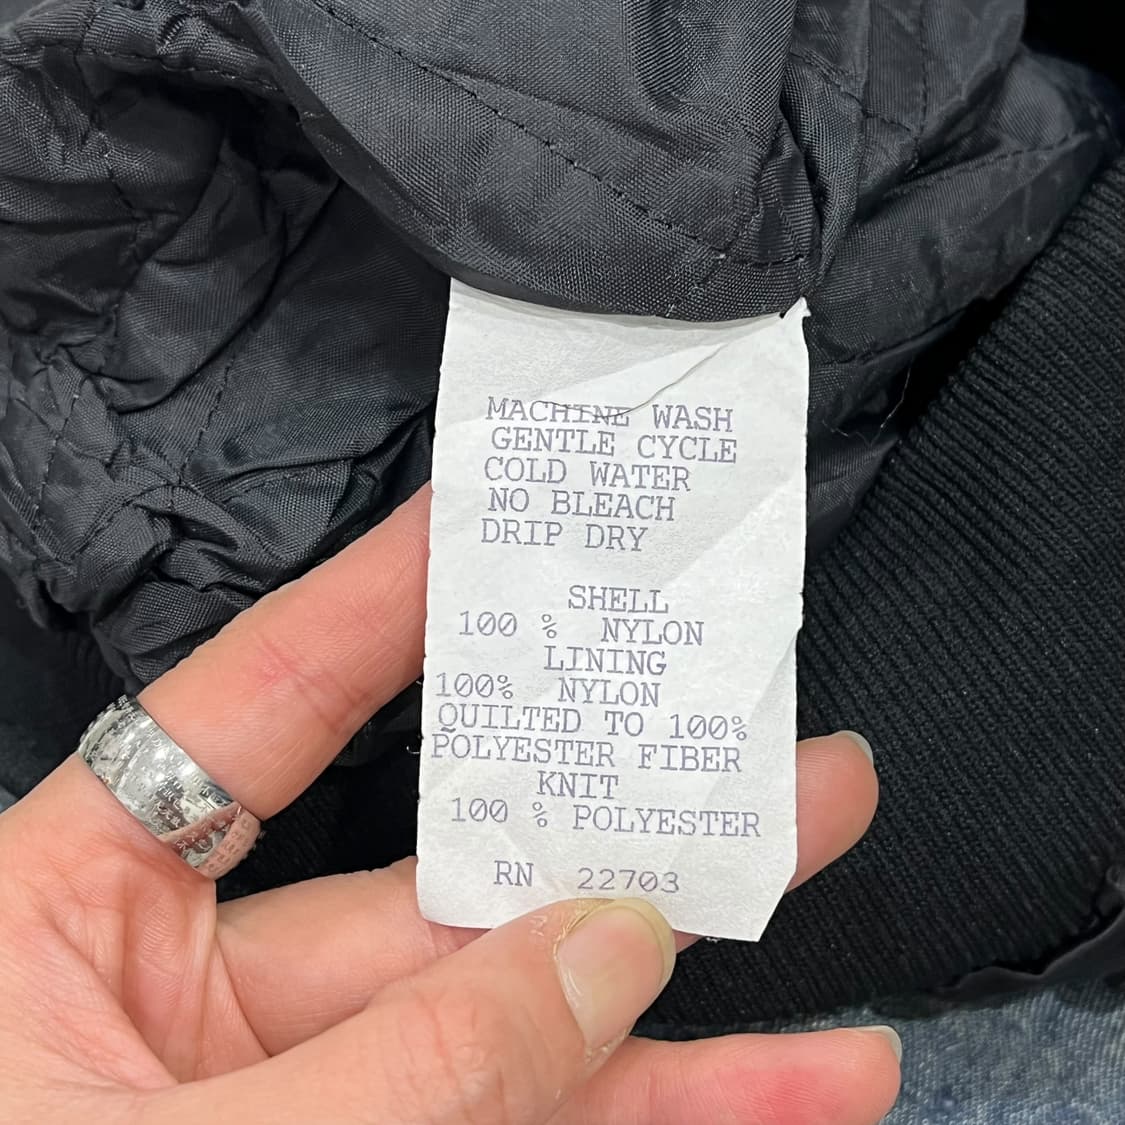 MACHINE WASH
GENTLE CYCLE
COLD WATER
NO BLEACH
DRIP DRY
SHELL
100 % NYLON
LINING
100% NYLON
QUILTED TO 100%
POLYESTER FIBER
KNIT
100 % POLYESTER
RN 22703